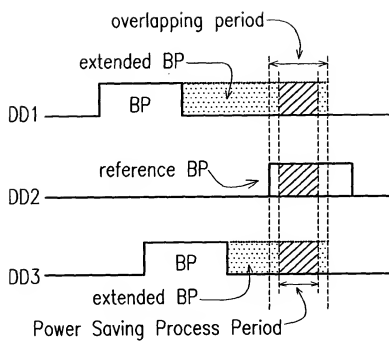 overlapping period
extended BP
BP
DD1
reference BP
DD2
BP
DD3
extended BP
Power Saving Process Period